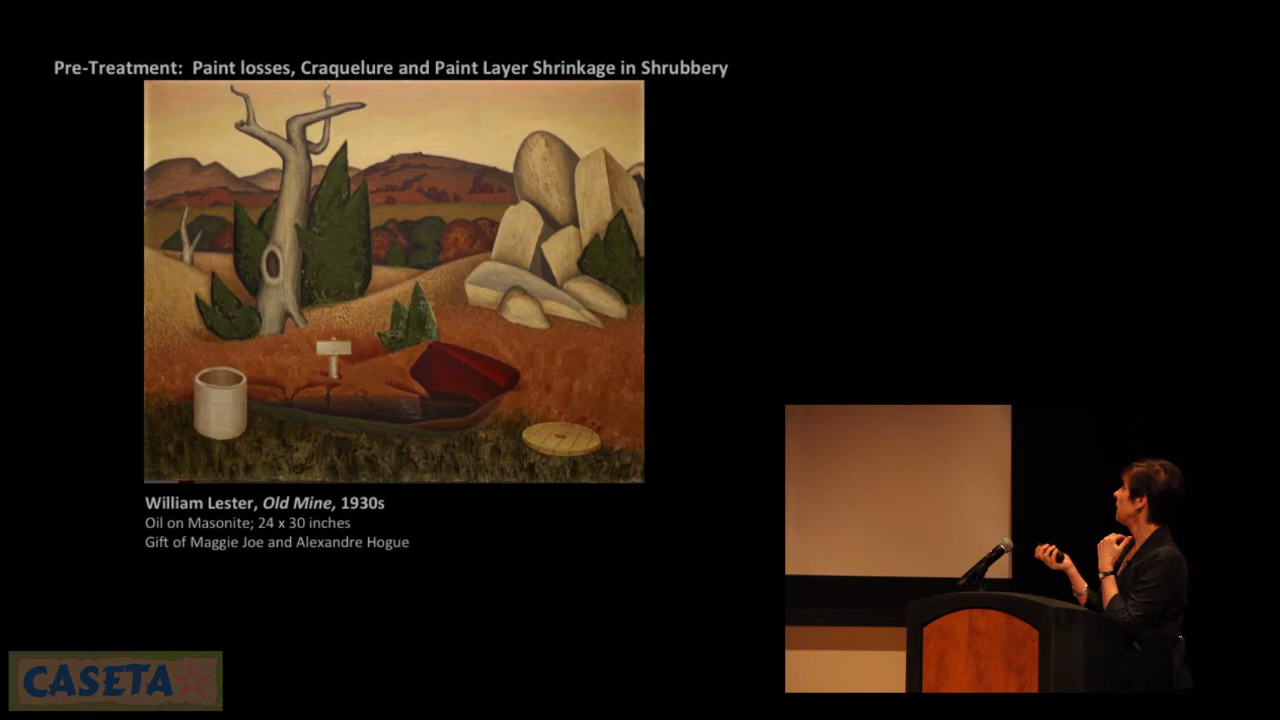 Pre-Treatment: Paint losses, Craquelure and Paint Layer Shrinkage in Shrubbery
William Lester, Old Mine, 1930s
Oil on Masonite; 24 x 30 inches
Gift of Maggie Joe and Alexandre Hogue
CASETA